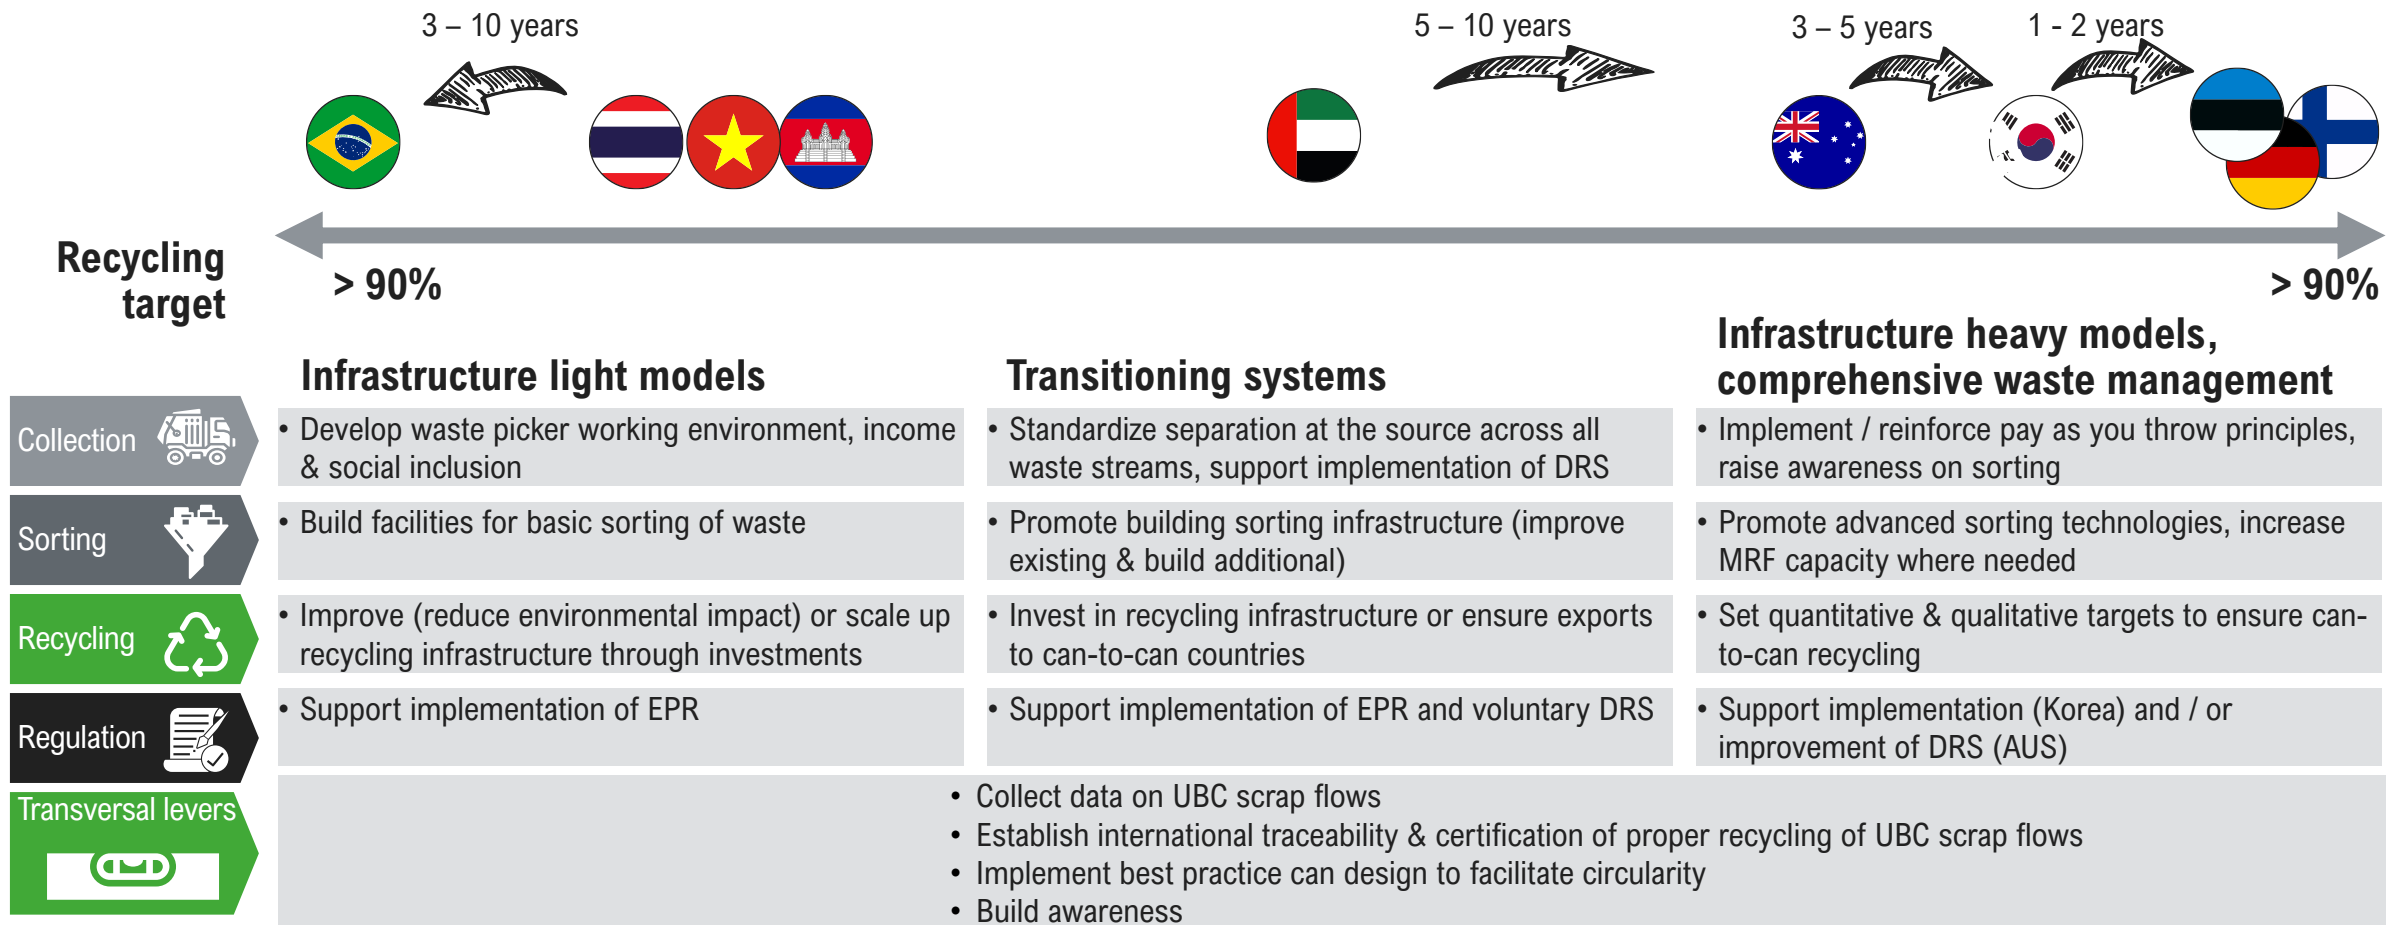 3 – 10 years
5 – 10 years
3 – 5 years
1 - 2 years
Recycling
target
> 90%
> 90%
Infrastructure light models
Transitioning systems
Infrastructure heavy models,
comprehensive waste management
Collection
• Develop waste picker working environment, income
& social inclusion
• Standardize separation at the source across all
waste streams, support implementation of DRS
• Implement / reinforce pay as you throw principles,
raise awareness on sorting
Sorting
• Build facilities for basic sorting of waste
• Promote building sorting infrastructure (improve
existing & build additional)
• Promote advanced sorting technologies, increase
MRF capacity where needed
Recycling
• Improve (reduce environmental impact) or scale up
recycling infrastructure through investments
• Invest in recycling infrastructure or ensure exports
to can-to-can countries
• Set quantitative & qualitative targets to ensure can-
to-can recycling
Regulation
• Support implementation of EPR
• Support implementation of EPR and voluntary DRS
• Support implementation (Korea) and / or
improvement of DRS (AUS)
Transversal levers
• Collect data on UBC scrap flows
• Establish international traceability & certification of proper recycling of UBC scrap flows
• Implement best practice can design to facilitate circularity
• Build awareness